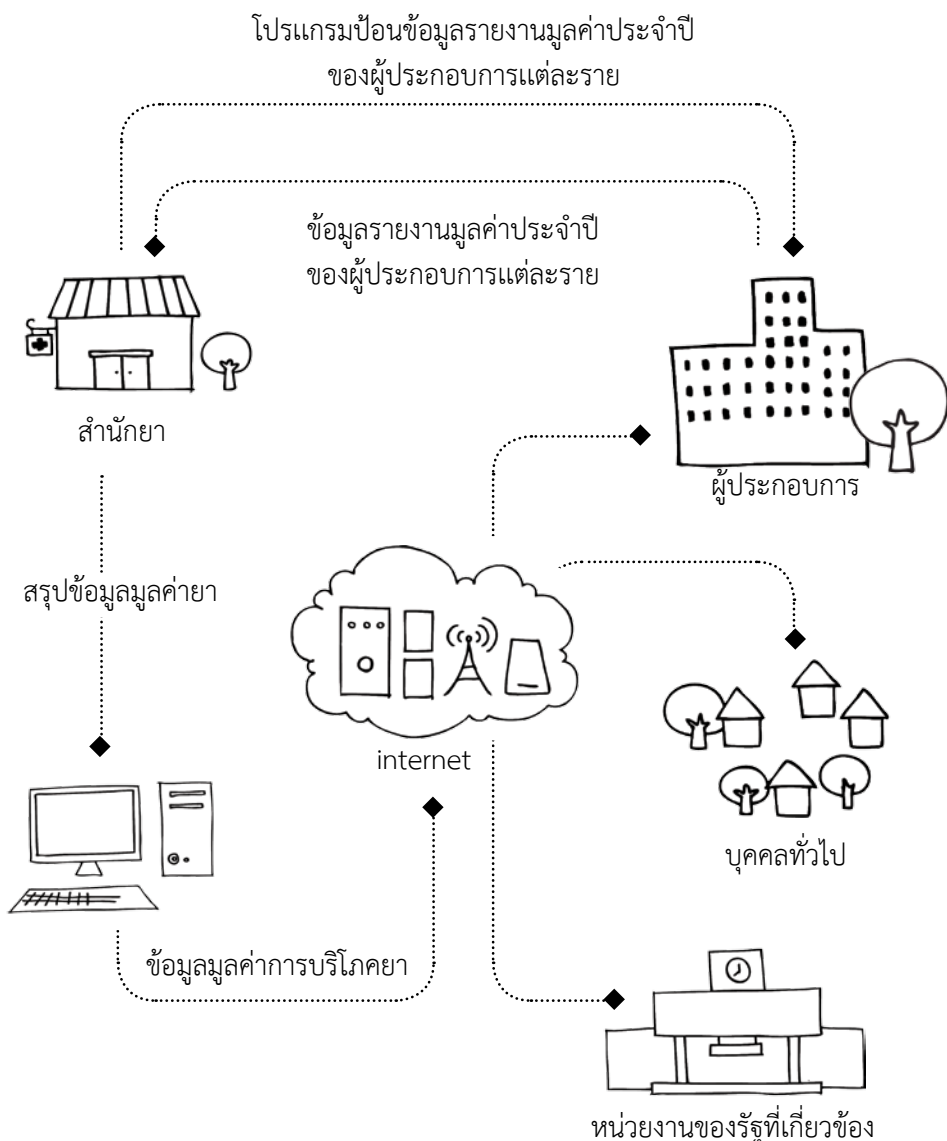 โปรแกรมป้อนข้อมูลรายงานมูลค่าประจำปี
ของผู้ประกอบการแต่ละราย
ข้อมูลรายงานมูลค่าประจำปี
ของผู้ประกอบการแต่ละราย
สำนักยา
ผู้ประกอบการ
สรุปข้อมูลมูลค่ายา
internet
บุคคลทั่วไป
ข้อมูลมูลค่าการบริโภคยา
หน่วยงานของรัฐที่เกี่ยวข้อง